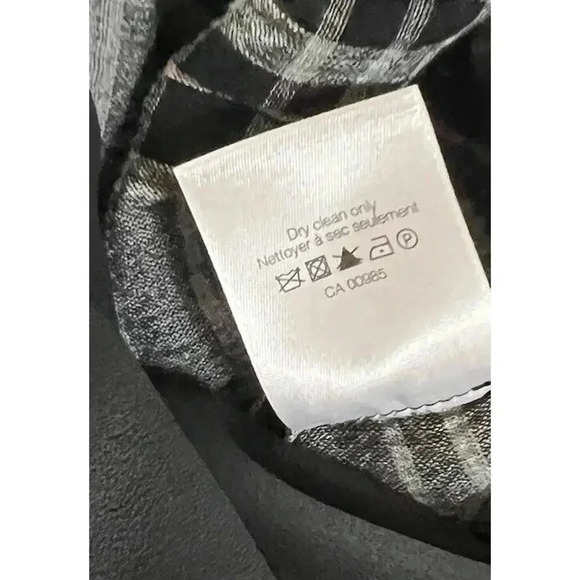 Dry clean only
Nettoyer à sec seulement
P
CA 00985